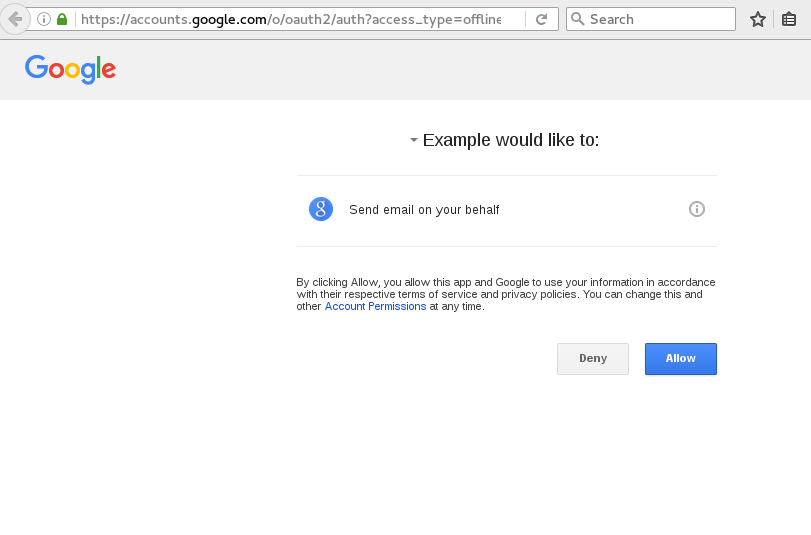 https://accounts.google.com/o/oauth2/auth?access_type=offline
Search
Google
Example would like to:
g
Send email on your behalf
By clicking Allow, you allow this app and Google to use your information in accordance
with their respective terms of service and privacy policies. You can change this and
other Account Permissions at any time.
Deny
Allow